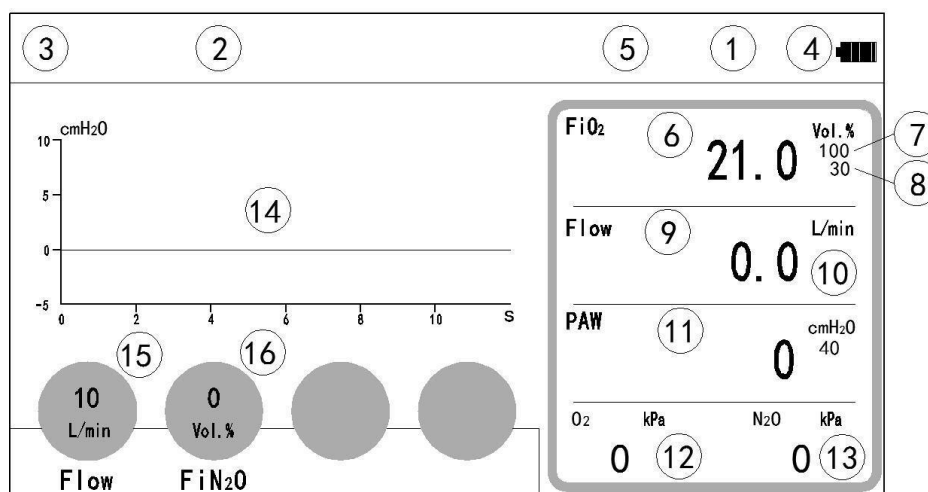 3 2 5 1 4
cmH₂O
10
5
0
-5
0 2 4 6 8 10 S
14
15 16
10 0
L/min Vol.%
Flow FiN₂O
FiO₂ 6 21.0 Vol.%
100 7
30 8
Flow 9 0.0 L/min
10
PAW 11 0 cmH₂O
40
O₂ kPa N₂O kPa
0 12 0 13